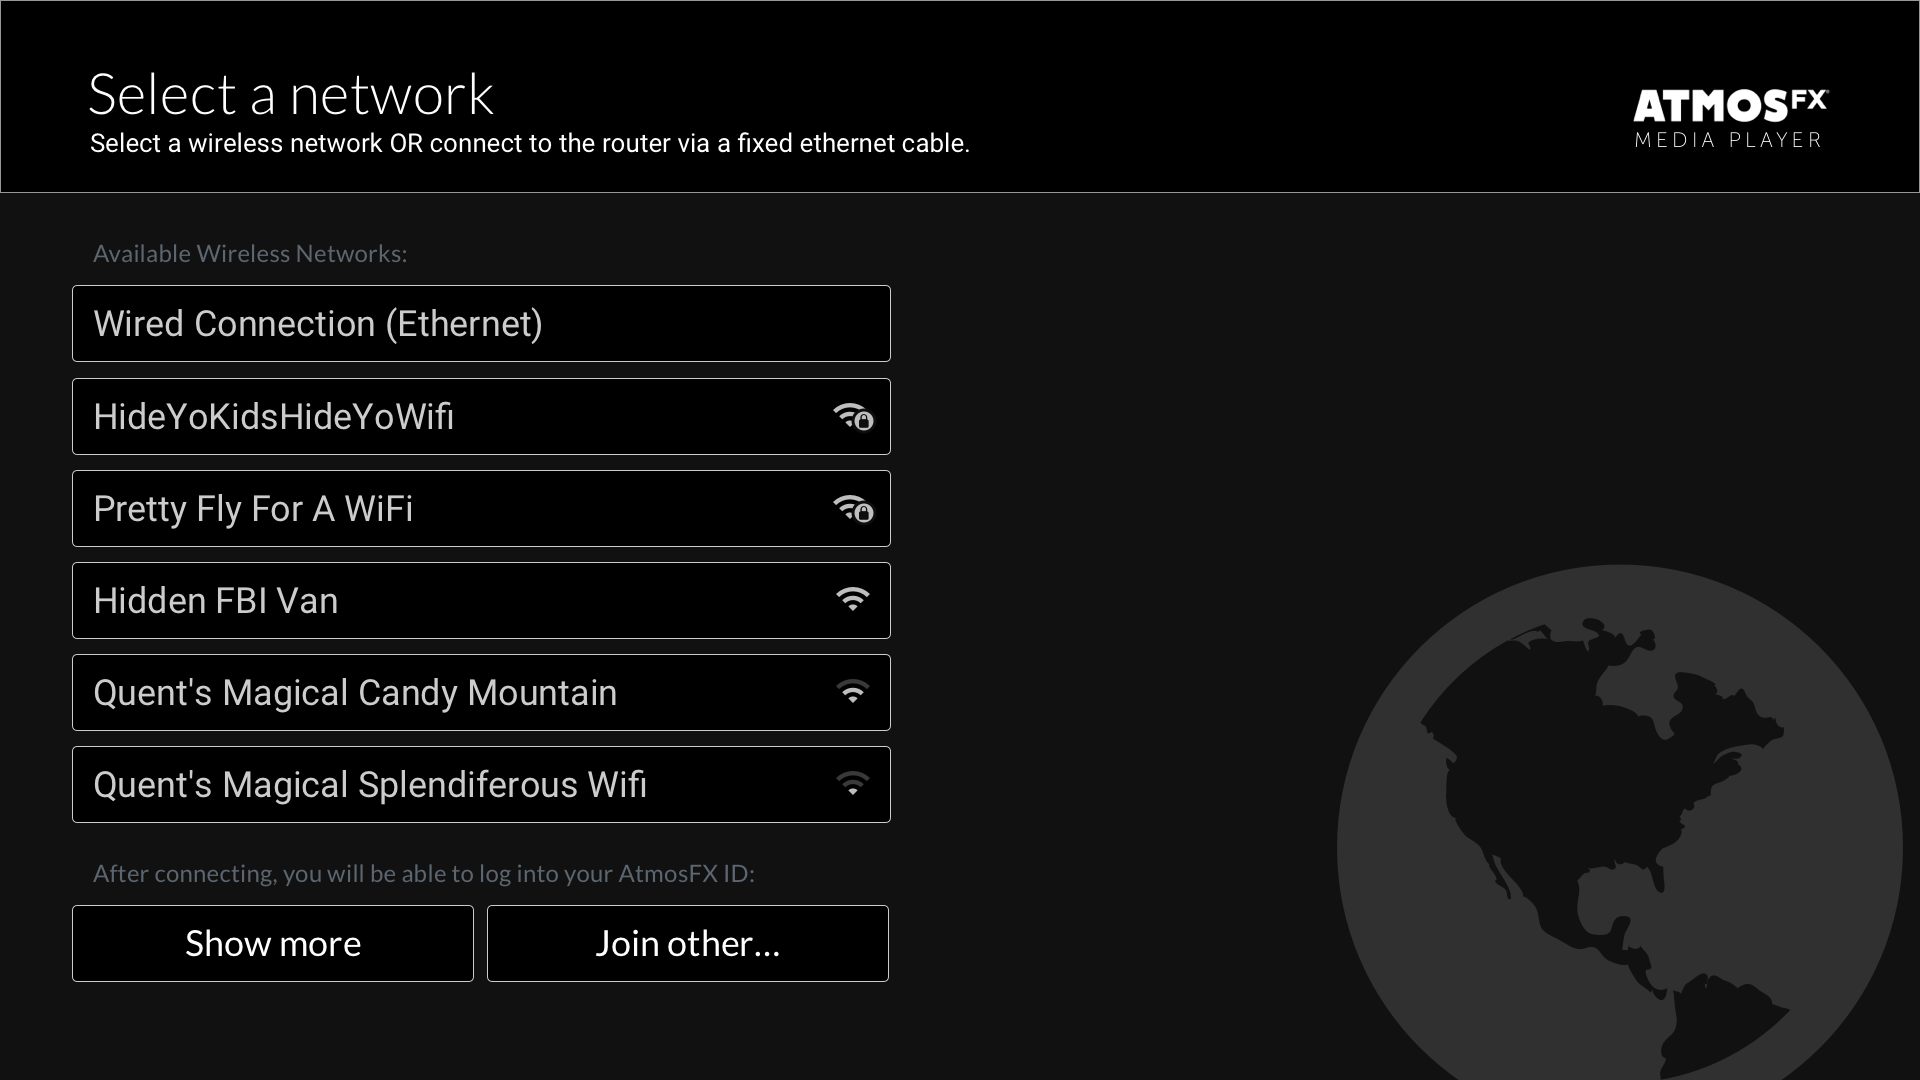 Select a network
Select a wireless network OR connect to the router via a fixed ethernet cable.
ATMOSFX
MEDIA PLAYER
Available Wireless Networks:
Wired Connection (Ethernet)
HideYoKidsHideYoWifi
Pretty Fly For A WiFi
Hidden FBI Van
Quent's Magical Candy Mountain
Quent's Magical Splendiferous Wifi
After connecting, you will be able to log into your AtmosFX ID:
Show more
Join other...